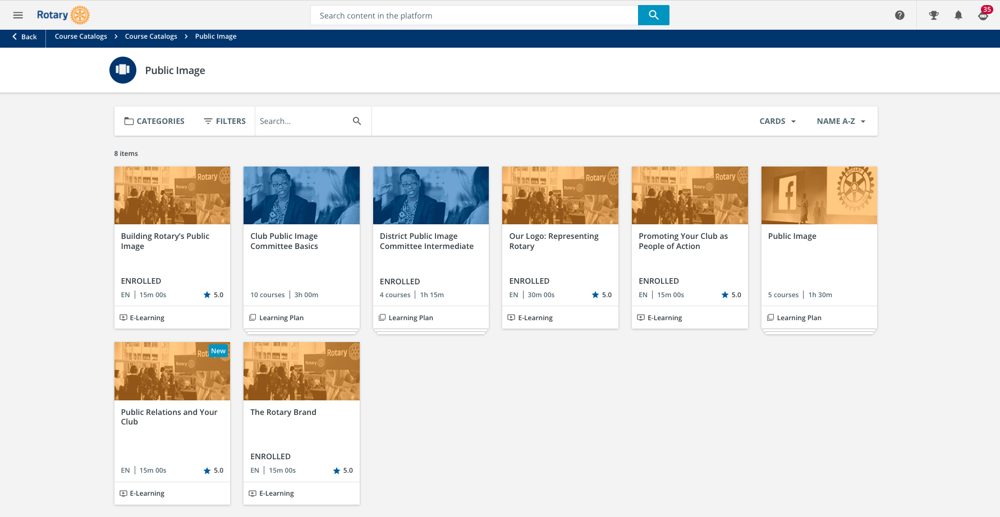 Rotary
Search content in the platform
35
Back
Course Catalogs
Course Catalogs
Public Image
Public Image
CATEGORIES
FILTERS
Search...
CARDS
NAME A-Z
8 items
Rotary
Rotary
Building Rotary’s Public
Image
ENROLLED
EN | 15m 00s
5.0
E-Learning
Club Public Image
Committee Basics
10 courses | 3h 00m
Learning Plan
District Public Image
Committee Intermediate
ENROLLED
4 courses | 1h 15m
Learning Plan
Rotary
Rotary
Our Logo: Representing
Rotary
ENROLLED
EN | 30m 00s
5.0
E-Learning
Rotary
Rotary
Promoting Your Club as
People of Action
ENROLLED
EN | 15m 00s
5.0
E-Learning
ROTARY
Public Image
5 courses | 1h 30m
Learning Plan
New
Rot
Rotary
Public Relations and Your
Club
EN | 15m 00s
5.0
E-Learning
Rotary
Rotary
The Rotary Brand
ENROLLED
EN | 15m 00s
5.0
E-Learning